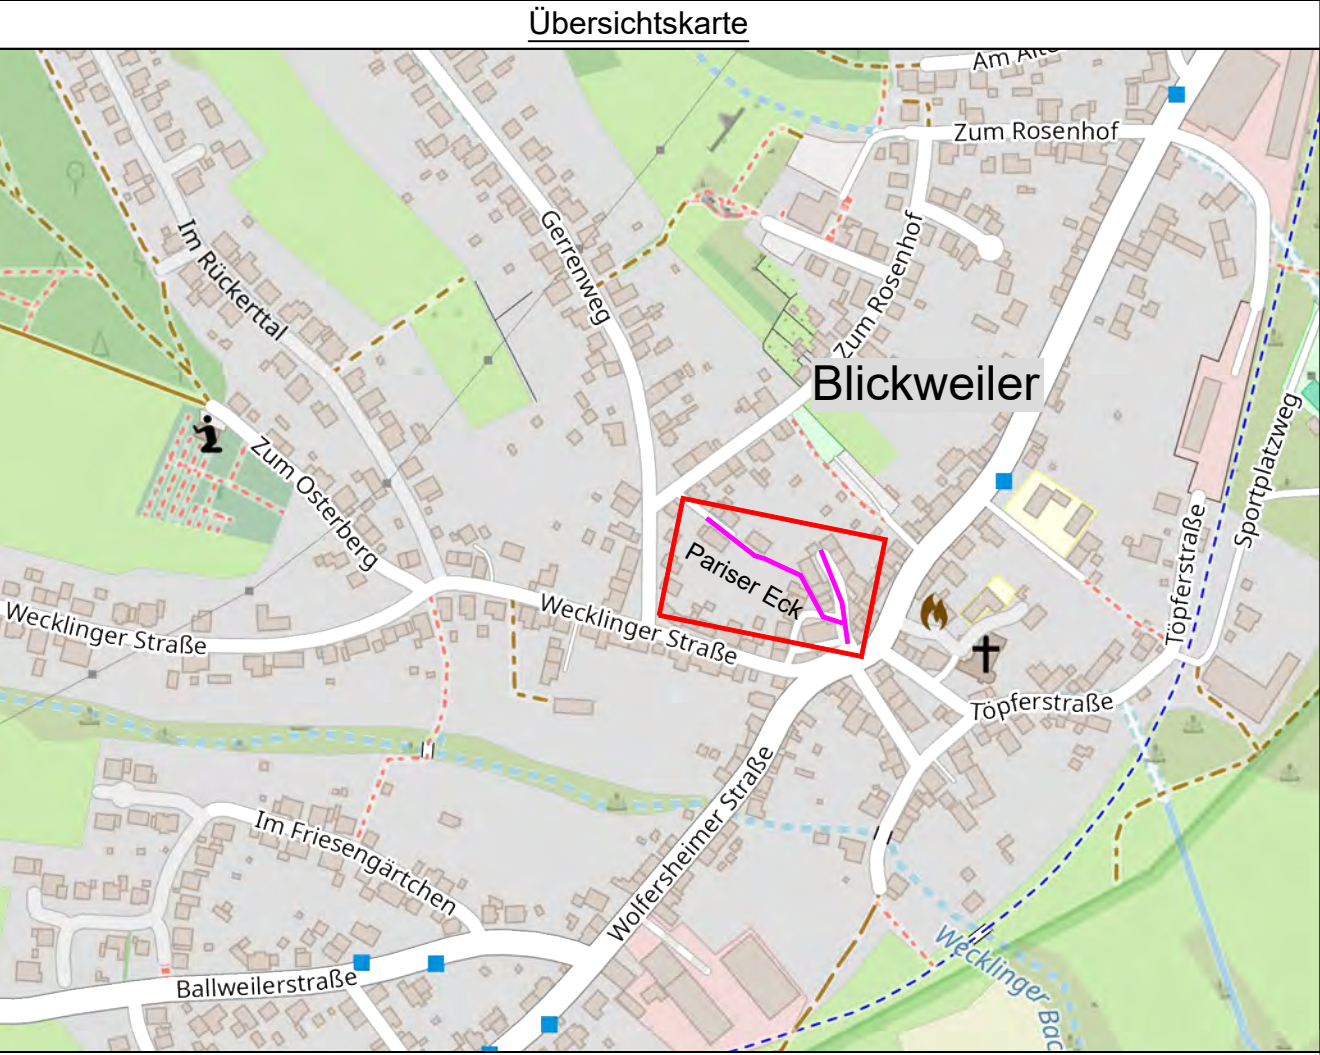 Übersichtskarte
Am Alte
Zum Rosenhof
Gerrenweg
Im Rückerttal
Zum Rosenhof
Blickweiler
Zum Osterberg
Sportplatzweg
Töpferstraße
Pariser Eck
Wecklinger Straße
Wecklinger Straße
Töpferstraße
Wolfersheimer Straße
Im Friesengärtchen
Wecklinger Bac
Ballweilerstraße